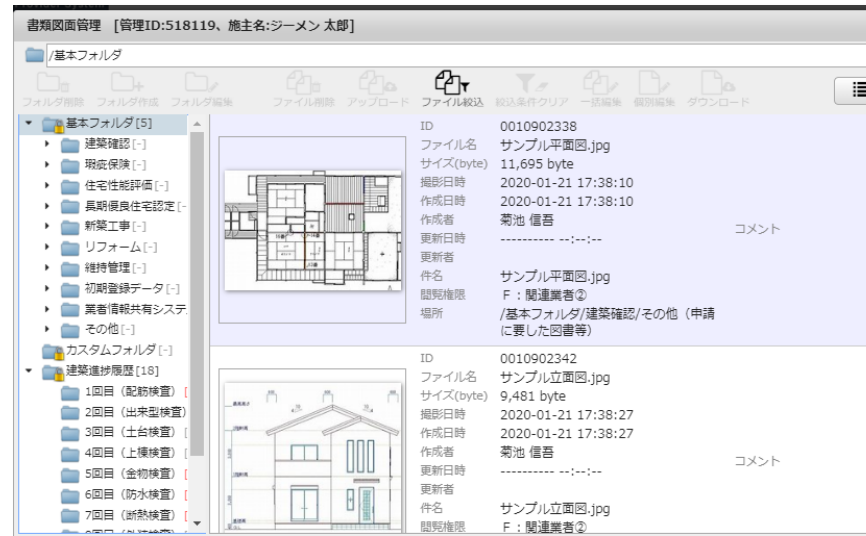 書類図面管理 [管理ID:518119、施主名:ジーメン 太郎]
/基本フォルダ
フォルダ削除 フォルダ作成 フォルダ編集 ファイル削除 アップロード ファイル絞込 絞込条件クリア 一括編集 個別編集 ダウンロード
基本フォルダ[5]
建築確認[-]
瑕疵保険[-]
住宅性能評価[-]
長期優良住宅認定[-
新築工事[-]
リフォーム[-]
維持管理[-]
初期登録データ[-]
業者情報共有システ
その他[-]
カスタムフォルダ[-]
建築進捗履歴[18]
1回目（配筋検査）[
2回目（出来型検査）
3回目（土台検査）[
4回目（上棟検査）[
5回目（金物検査）[
6回目（防水検査）[
7回目（断熱検査）[
ID 0010902338
ファイル名 サンプル平面図.jpg
サイズ(byte) 11,695 byte
撮影日時 2020-01-21 17:38:10
作成日時 2020-01-21 17:38:10
作成者 菊池 信吾
更新日時 ---------- --:--:--
更新者
件名 サンプル平面図.jpg
閲覧権限 F：関連業者②
場所 /基本フォルダ/建築確認/その他（申請
に要した図書等）
コメント
ID 0010902342
ファイル名 サンプル立面図.jpg
サイズ(byte) 9,481 byte
撮影日時 2020-01-21 17:38:27
作成日時 2020-01-21 17:38:27
作成者 菊池 信吾
更新日時 ---------- --:--:--
更新者
件名 サンプル立面図.jpg
閲覧権限 F：関連業者②
コメント